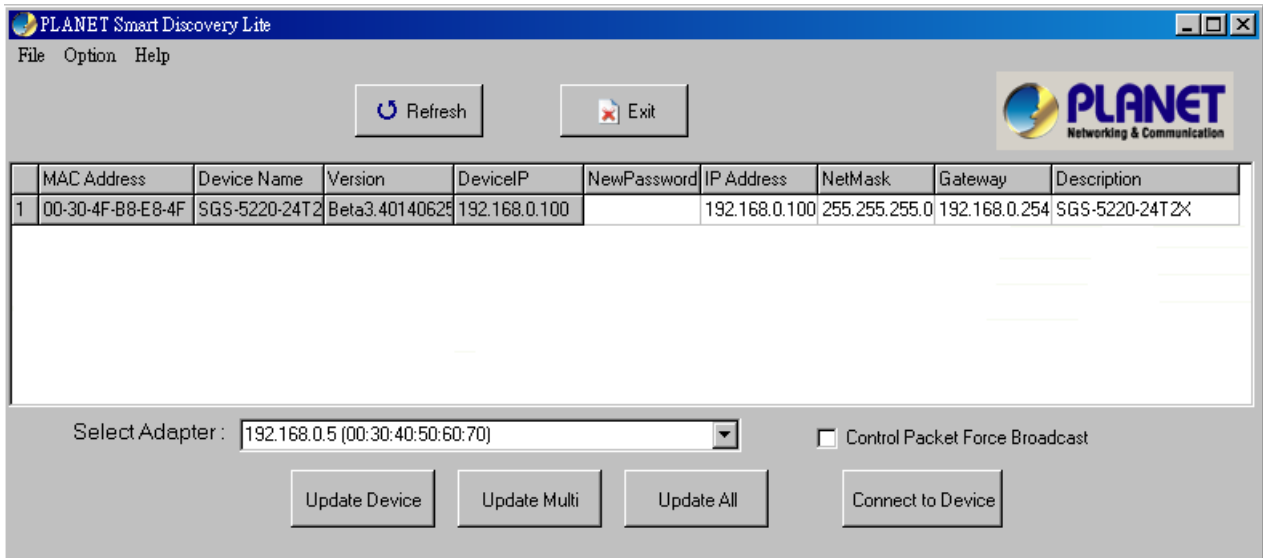 PLANET Smart Discovery Lite
File Option Help
Refresh Exit
PLANET
Networking & Communication
MAC Address Device Name Version DeviceIP NewPassword IP Address NetMask Gateway Description
1 00-30-4F-B8-E8-4F SGS-5220-24T2 Beta3.40140625 192.168.0.100 192.168.0.100 255.255.255.0 192.168.0.254 SGS-5220-24T2X
Select Adapter : 192.168.0.5 (00:30:40:50:60:70) Control Packet Force Broadcast
Update Device Update Multi Update All Connect to Device